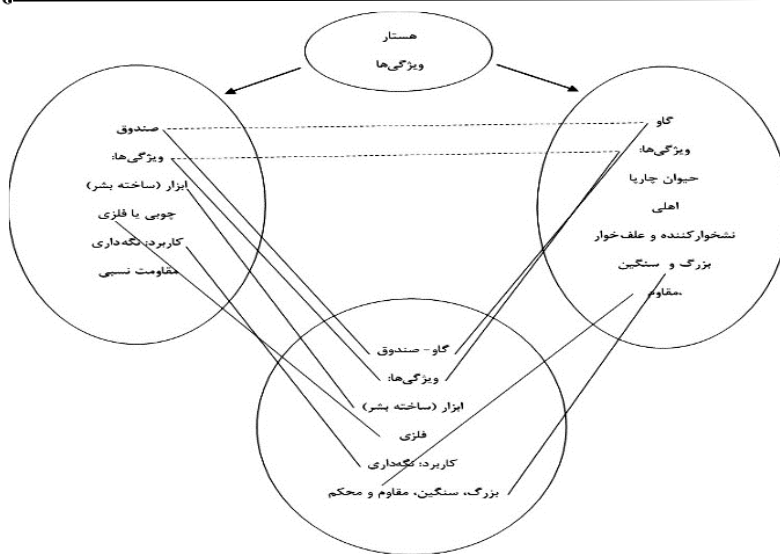 هستار
ویژگی‌ها
گاو
ویژگی‌ها:
حیوان چارپا
اهلی
نشخوارکننده و علف‌خوار
بزرگ و سنگین
مقاوم.
صندوق
ویژگی‌ها:
ابزار (ساخته بشر)
چوبی یا فلزی
کاربرد: نگه‌داری
مقاومت نسبی
گاو- صندوق
ویژگی‌ها:
ابزار (ساخته بشر)
فلزی
کاربرد: نگه‌داری
بزرگ، سنگین، مقاوم و محکم